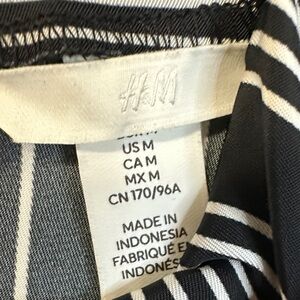 H&M
US M
CA M
MX M
CN 170/96A
MADE IN
INDONESIA
FABRIQUÉ